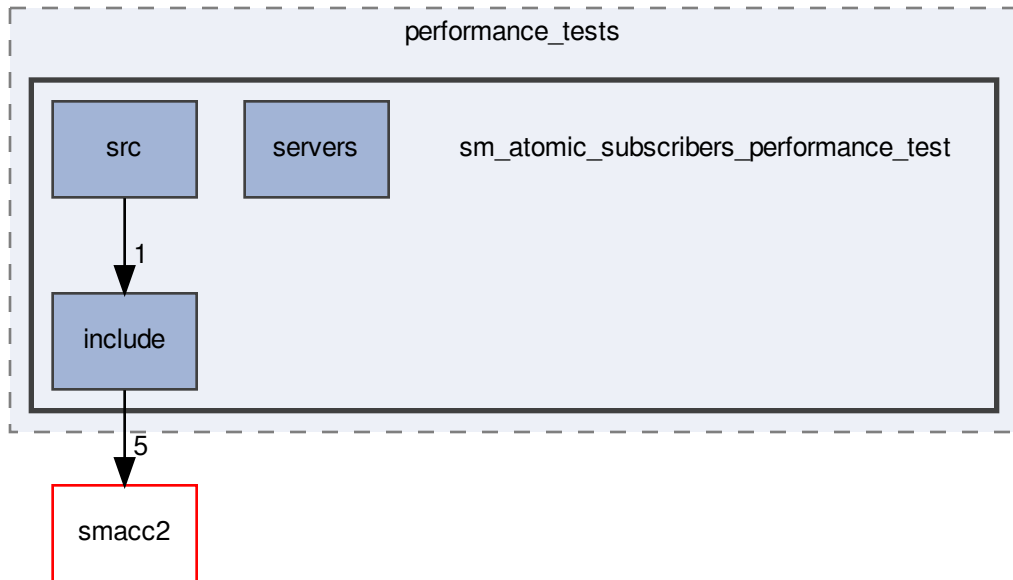 performance_tests
src
servers
sm_atomic_subscribers_performance_test
1
include
5
smacc2